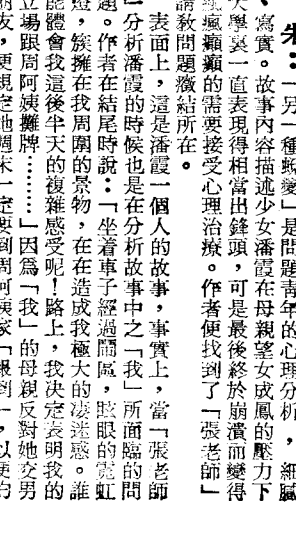 朱：「另一種蛻變」是問題青年的心理分析，細膩
、寫實。故事內容描述少女潘霞在母親望女成鳳的壓力下
大學裏一直表現得相當出鋒頭，可是最後終於崩潰而變得
瘋瘋癲癲的需要接受心理治療。作者便找到了「張老師」
請教問題癥結所在。
表面上，這是潘霞一個人的故事，事實上，當「張老師
」分析潘霞的時候也是在分析故事中之「我」所面臨的問
題。作者在結尾時說：「坐着車子經過鬧區，眩眼的霓虹
燈，簇擁在我周圍的景物，在在造成我極大的淒迷感。誰
能體會我這後半天的複雜感受呢！路上，我決定表明我的
立場跟周阿姨攤牌………」因爲「我」的母親反對她交男
朋友，更規定她周末一定要到周阿姨家「報到」，以便約